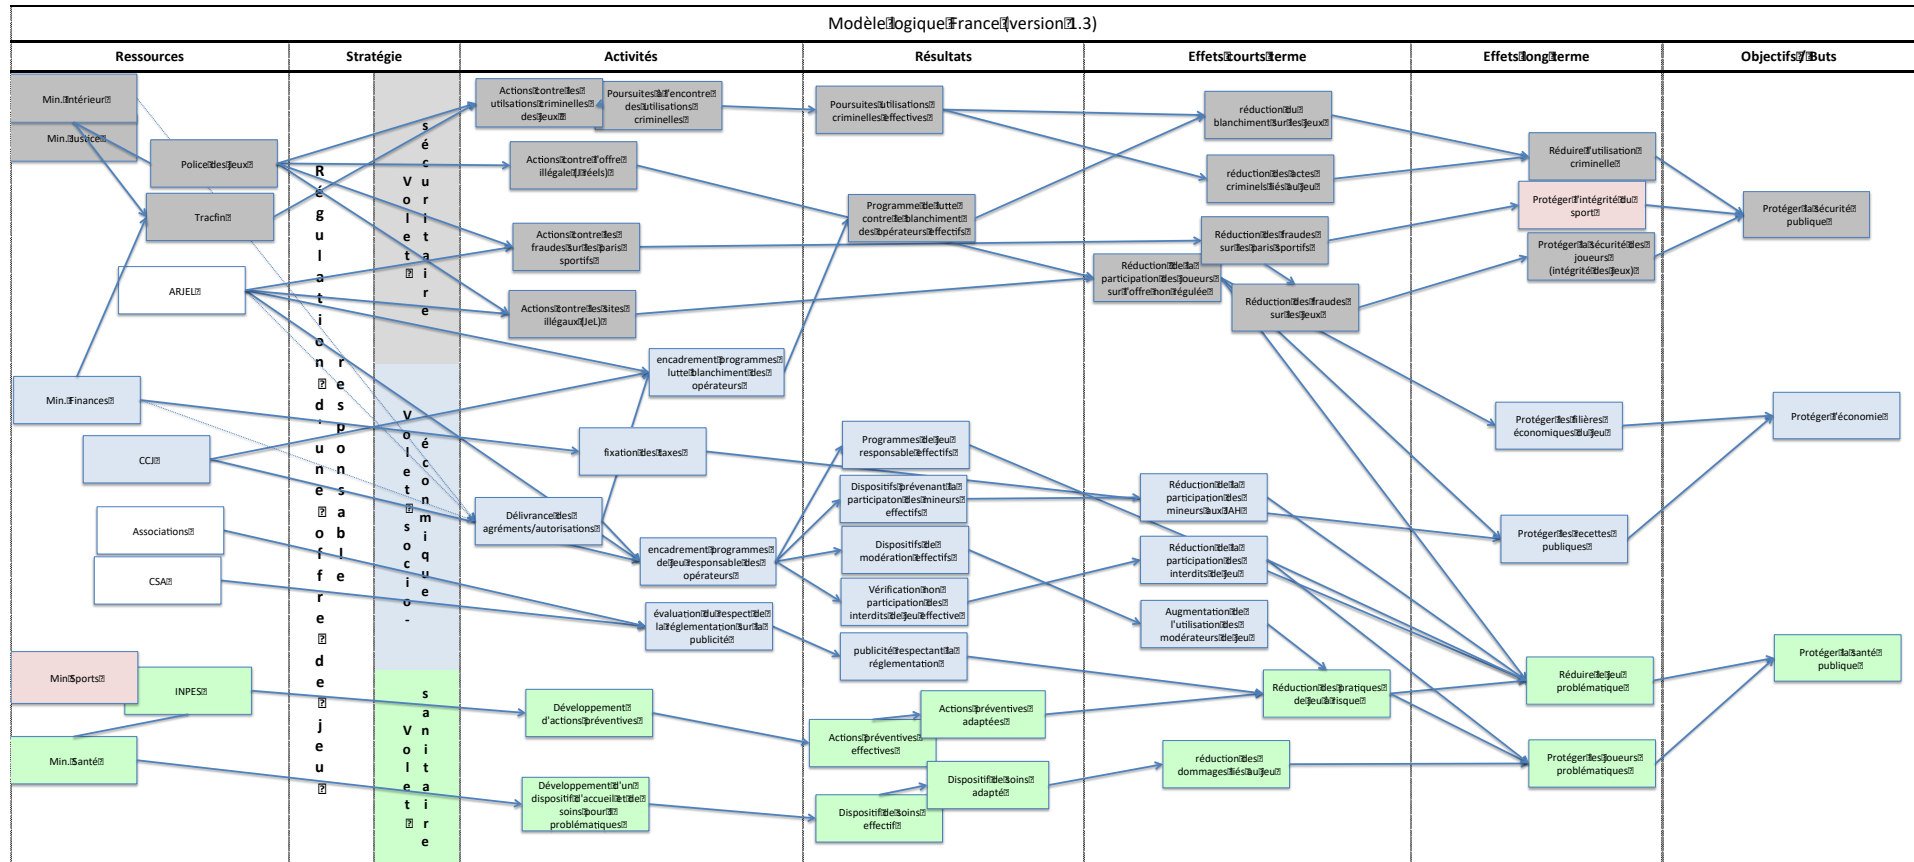 Modèle logique France (version 1.3)
Ressources
Stratégie
Activités
Résultats
Effets courts terme
Effets long terme
Objectifs / Buts
Min. Intérieur
Min. Justice
Police des Jeux
Tracfin
ARJEL
Min. Finances
CCJ
Associations
CSA
Min Sports
INPES
Min. Santé
Régulation d'une offre de jeu
responsable
Volet
sécuritaire
Volet socio-
éconmique
Volet
sanitaire
Actions contre les
utilsations criminelles
des Jeux
Poursuites à l'encontre
des utilisations
criminelles
Actions contre l'offre
illégale (J réels)
Actions contre les
fraudes sur les paris
sportifs
Actions contre les sites
illégaux (JeL)
encadrement programmes
lutte blanchiment des
opérateurs
fixation des taxes
Délivrance des
agréments/autorisations
encadrement programmes
de jeu responsable des
opérateurs
évaluation du respect de
la réglementation sur la
publicité
Développement
d'actions préventives
Développement d'un
dispositif d'accueil et de
soins pour J
problématiques
Poursuites utilisations
criminelles effectives
Programme de lutte
contre le blanchiment
des opérateurs effectifs
Programmes de jeu
responsable effectifs
Dispositifs prévenant la
participaton des mineurs
effectifs
Dispositifs de
modération effectifs
Vérification non
participation des
interdits de jeu effective
publicité respectant la
réglementation
Actions préventives
adaptées
Actions préventives
effectives
Dispositif de soins
adapté
Dispositif de soins
effectif
réduction du
blanchiment sur les jeux
réduction des actes
criminels liés au jeu
Réduction des fraudes
sur les paris sportifs
Réduction de la
participation des joueurs
sur l'offre non régulée
Réduction des fraudes
sur les jeux
Réduction de la
participation des
mineurs aux JAH
Réduction de la
participation des
interdits de jeu
Augmentation de
l'utilisation des
modérateurs de jeu
Réduction des pratiques
de jeu à risque
réduction des
dommages liés au jeu
Réduire l'utilisation
criminelle
Protéger l'intégrité du
sport
Protéger la sécurité des
joueurs
(intégrité des Jeux)
Protéger les filières
économiques du jeu
Protéger les recettes
publiques
Réduire le jeu
problématique
Protéger les joueurs
problématiques
Protéger la sécurité
publique
Protéger l'économie
Protéger la santé
publique